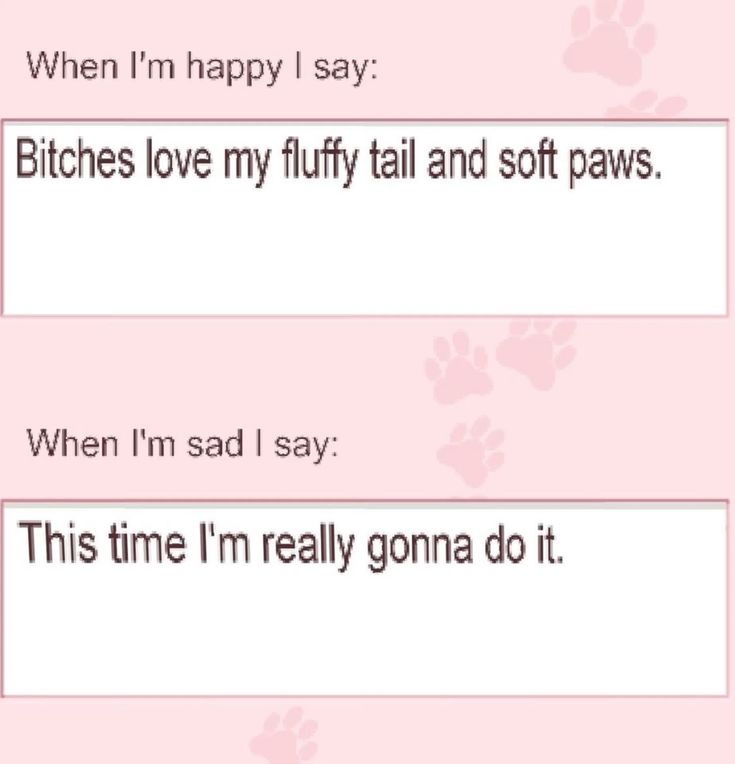 When I'm happy I say:
Bitches love my fluffy tail and soft paws.
When I'm sad I say:
This time I'm really gonna do it.